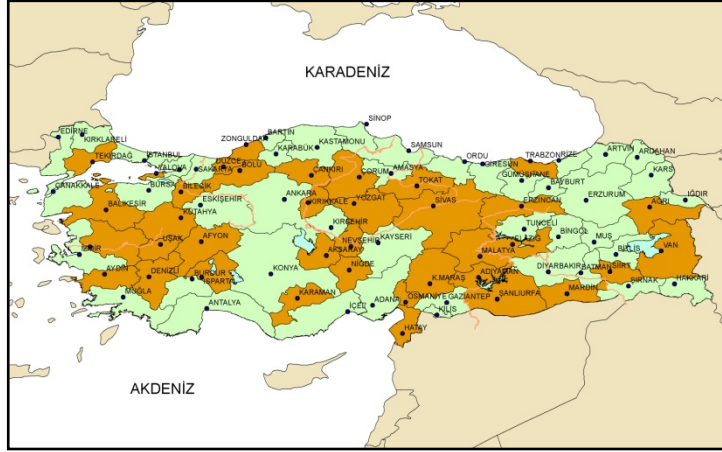 KARADENİZ
SİNOP
BARTIN
ZONGULDAK
KASTAMONU
EDİRNE
KIRKLARELİ
KARABÜK
SAMSUN
ARTVİN
ARDAHAN
TEKİRDAĞ
İSTANBUL
DÜZCE
BOLU
ORDU
GİRESUN
TRABZON
RİZE
YALOVA
SAKARYA
ÇANKIRI
ÇORUM
AMASYA
GÜMÜŞHANE
KARS
ÇANAKKALE
BURSA
BİLECİK
TOKAT
BAYBURT
ANKARA
KIRIKKALE
YOZGAT
SİVAS
ERZİNCAN
ERZURUM
IĞDIR
AĞRI
BALIKESİR
ESKİŞEHİR
KÜTAHYA
KIRŞEHİR
TUNCELİ
BİNGÖL
MUŞ
UŞAK
AFYON
NEVŞEHİR
KAYSERİ
ELAZIĞ
BİTLİS
VAN
AKSARAY
MALATYA
AYDIN
DENİZLİ
BURDUR
ISPARTA
KONYA
NİĞDE
K.MARAŞ
ADIYAMAN
DİYARBAKIR
BATMAN
SİİRT
ŞIRNAK
HAKKARİ
MUĞLA
ANTALYA
KARAMAN
İÇEL
ADANA
OSMANİYE
GAZİANTEP
ŞANLIURFA
MARDİN
KİLİS
HATAY
AKDENİZ